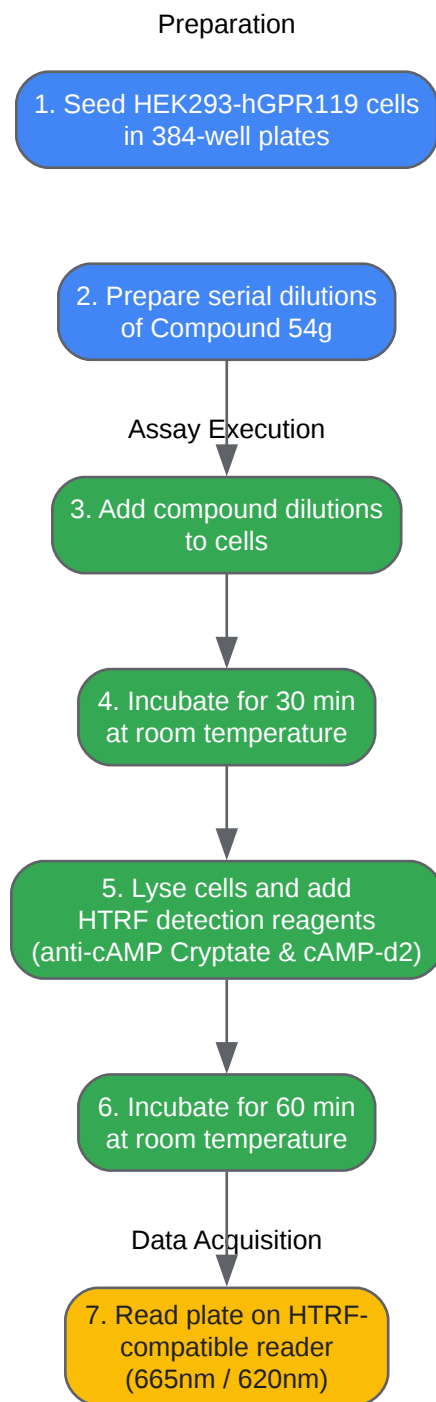 Preparation
1. Seed HEK293-hGPR119 cells
in 384-well plates
2. Prepare serial dilutions
of Compound 54g
Assay Execution
3. Add compound dilutions
to cells
4. Incubate for 30 min
at room temperature
5. Lyse cells and add
HTRF detection reagents
(anti-cAMP Cryptate & cAMP-d2)
6. Incubate for 60 min
at room temperature
Data Acquisition
7. Read plate on HTRF-
compatible reader
(665nm / 620nm)